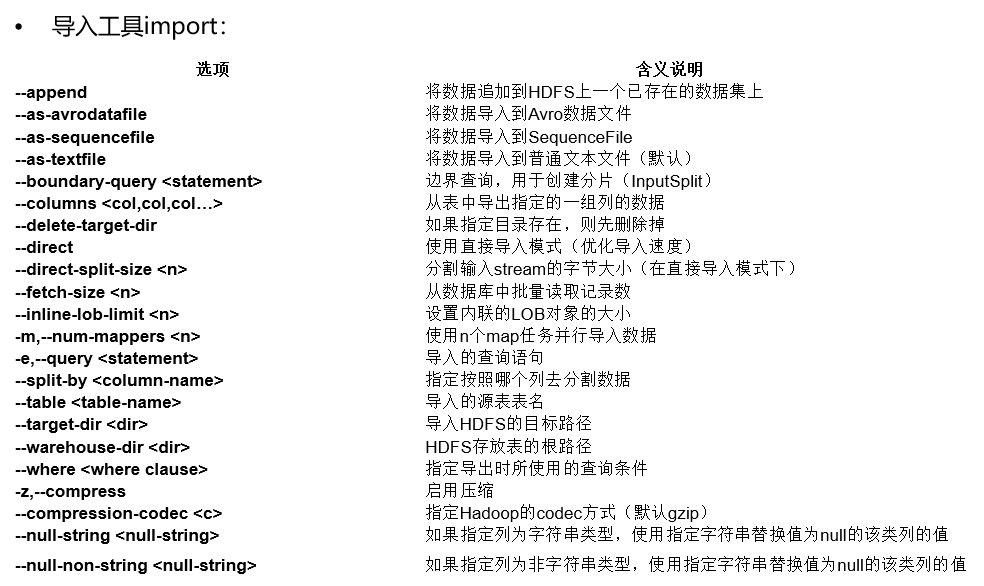 • 导入工具import：
选项 含义说明
--append 将数据追加到HDFS上一个已存在的数据集上
--as-avrodatafile 将数据导入到Avro数据文件
--as-sequencefile 将数据导入到SequenceFile
--as-textfile 将数据导入到普通文本文件（默认）
--boundary-query <statement> 边界查询，用于创建分片（InputSplit）
--columns <col,col,col…> 从表中导出指定的一组列的数据
--delete-target-dir 如果指定目录存在，则先删除掉
--direct 使用直接导入模式（优化导入速度）
--direct-split-size <n> 分割输入stream的字节大小（在直接导入模式下）
--fetch-size <n> 从数据库中批量读取记录数
--inline-lob-limit <n> 设置内联的LOB对象的大小
-m,--num-mappers <n> 使用n个map任务并行导入数据
-e,--query <statement> 导入的查询语句
--split-by <column-name> 指定按照哪个列去分割数据
--table <table-name> 导入的源表表名
--target-dir <dir> 导入HDFS的目标路径
--warehouse-dir <dir> HDFS存放表的根路径
--where <where clause> 指定导出时所使用的查询条件
-z,--compress 启用压缩
--compression-codec <c> 指定Hadoop的codec方式（默认gzip）
--null-string <null-string> 如果指定列为字符串类型，使用指定字符串替换值为null的该类列的值
--null-non-string <null-string> 如果指定列为非字符串类型，使用指定字符串替换值为null的该类列的值